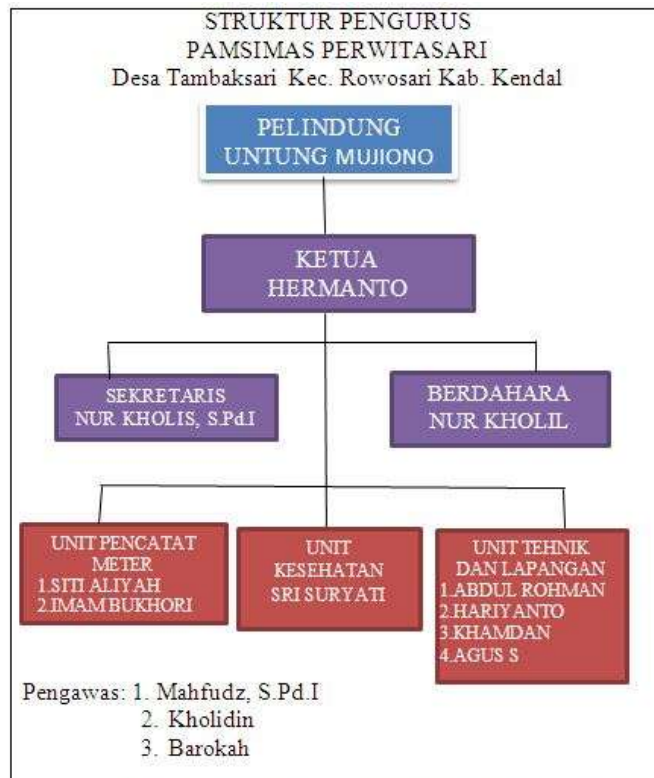 STRUKTUR PENGURUS
PAMSIMAS PERWITASARI
Desa Tambaksari Kec. Rowosari Kab. Kendal
PELINDUNG
UNTUNG MUJIONO
KETUA
HERMANTO
SEKRETARIS
NUR KHOLIS, S.Pd.I
BERDAHARA
NUR KHOLIL
UNIT PENCATAT
METER
1.SITI ALIYAH
2.IMAM BUKHORI
UNIT
KESEHATAN
SRI SURYATI
UNIT TEHNIK
DAN LAPANGAN
1.ABDUL ROHMAN
2.HARIYANTO
3.KHAMDAN
4.AGUS S
Pengawas: 1. Mahfudz, S.Pd.I
2. Kholidin
3. Barokah